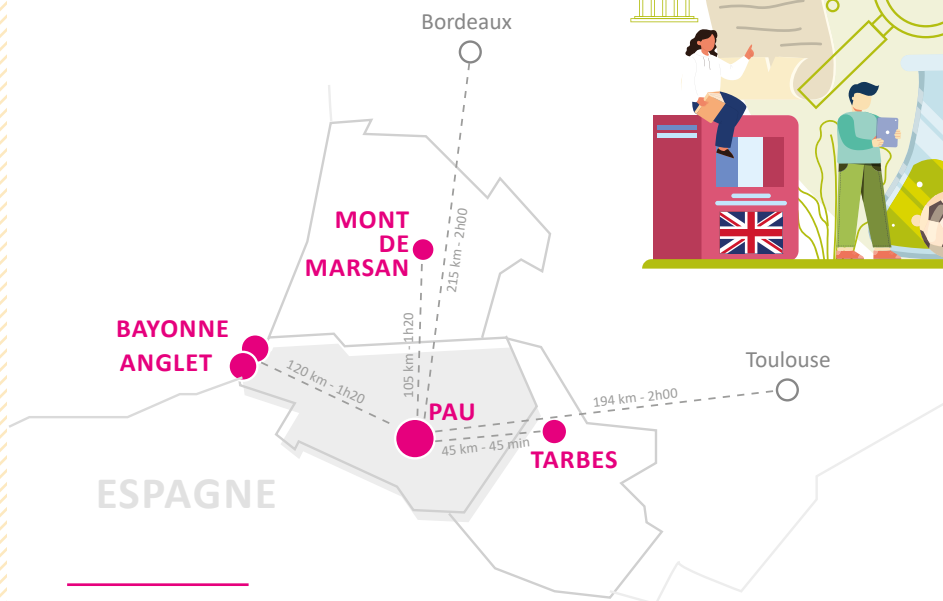 Bordeaux
MONT
DE
MARSAN
215 km - 2h00
105 km - 1h20
BAYONNE
ANGLET
120 km - 1h20
PAU
Toulouse
194 km - 2h00
45 km - 45 min
TARBES
ESPAGNE